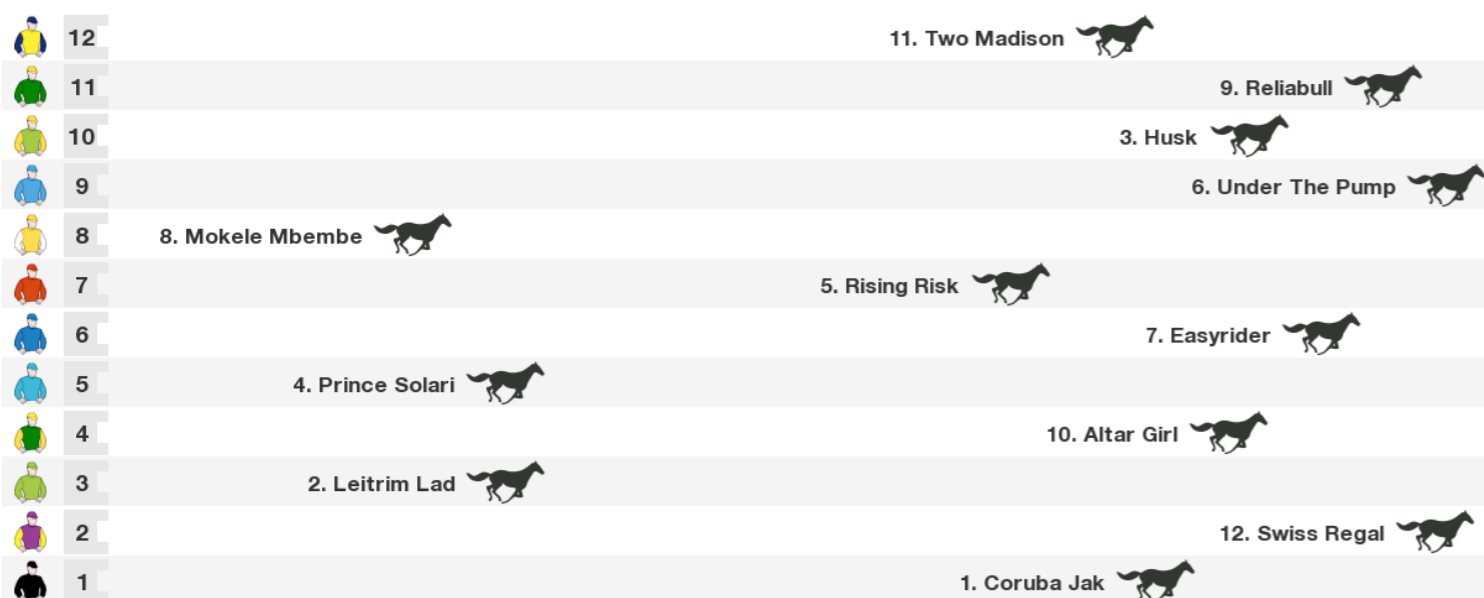 12 11. Two Madison
11 9. Reliabull
10 3. Husk
9 6. Under The Pump
8 8. Mokele Mbembe
7 5. Rising Risk
6 7. Easyrider
5 4. Prince Solari
4 10. Altar Girl
3 2. Leitrim Lad
2 12. Swiss Regal
1 1. Coruba Jak